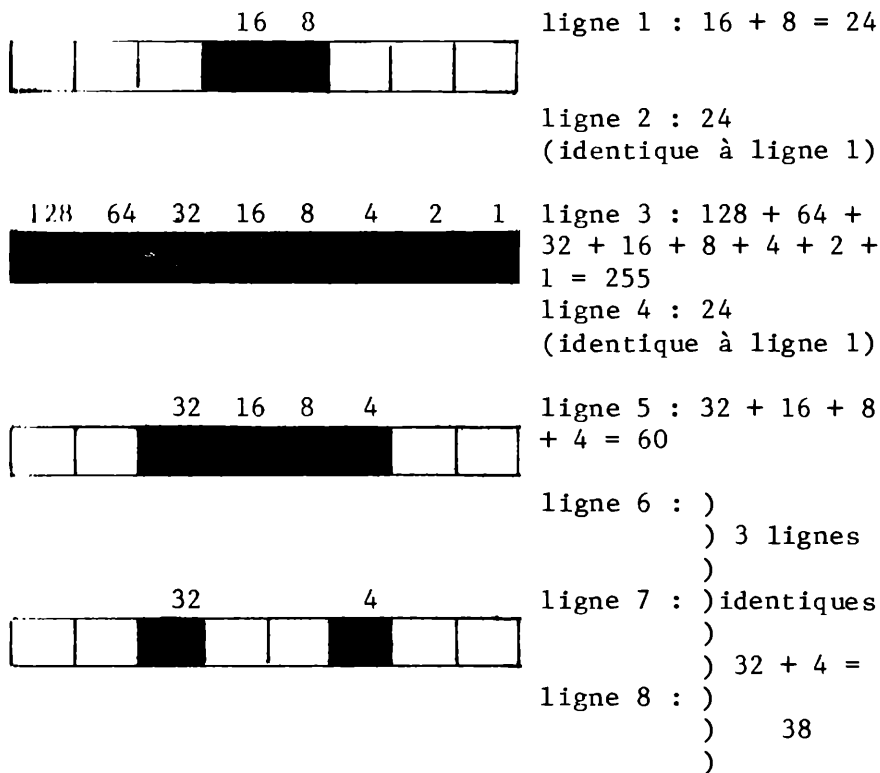 16 8
ligne 1 : 16 + 8 = 24
ligne 2 : 24
(identique à ligne 1)
128 64 32 16 8 4 2 1
ligne 3 : 128 + 64 +
32 + 16 + 8 + 4 + 2 +
1 = 255
ligne 4 : 24
(identique à ligne 1)
32 16 8 4
ligne 5 : 32 + 16 + 8
+ 4 = 60
ligne 6 : )
) 3 lignes
)
32 4
ligne 7 : )identiques
)
) 32 + 4 =
ligne 8 : )
) 38
)